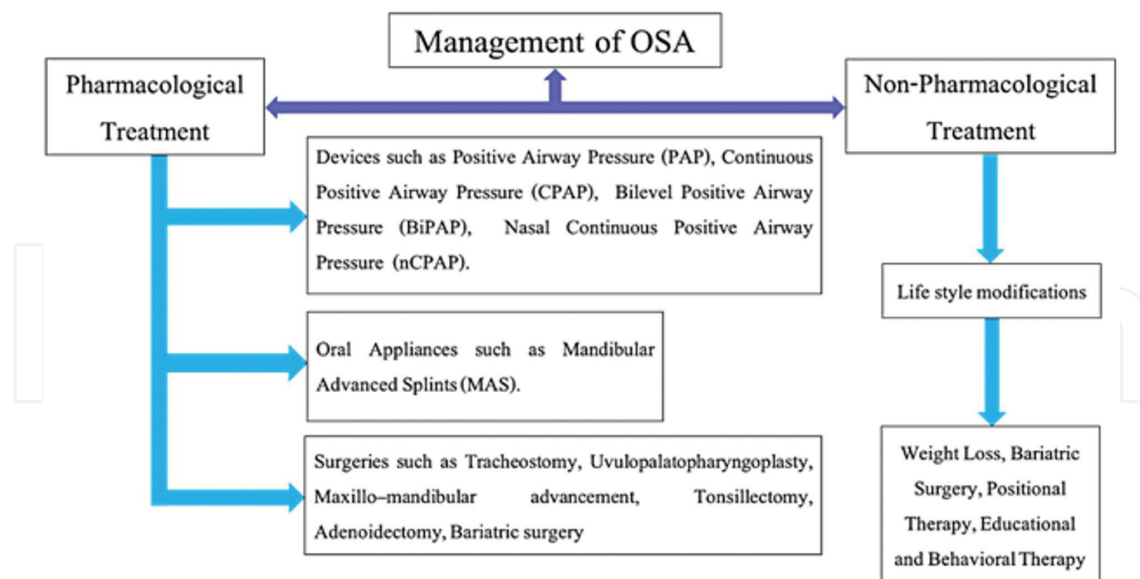 Management of OSA
Pharmacological
Treatment
Devices such as Positive Airway Pressure (PAP), Continuous
Positive Airway Pressure (CPAP), Bilevel Positive Airway
Pressure (BiPAP), Nasal Continuous Positive Airway
Pressure (nCPAP).
Oral Appliances such as Mandibular
Advanced Splints (MAS).
Surgeries such as Tracheostomy, Uvulopalatopharyngoplasty,
Maxillo–mandibular advancement, Tonsillectomy,
Adenoidectomy, Bariatric surgery
Non-Pharmacological
Treatment
Life style modifications
Weight Loss, Bariatric
Surgery, Positional
Therapy, Educational
and Behavioral Therapy